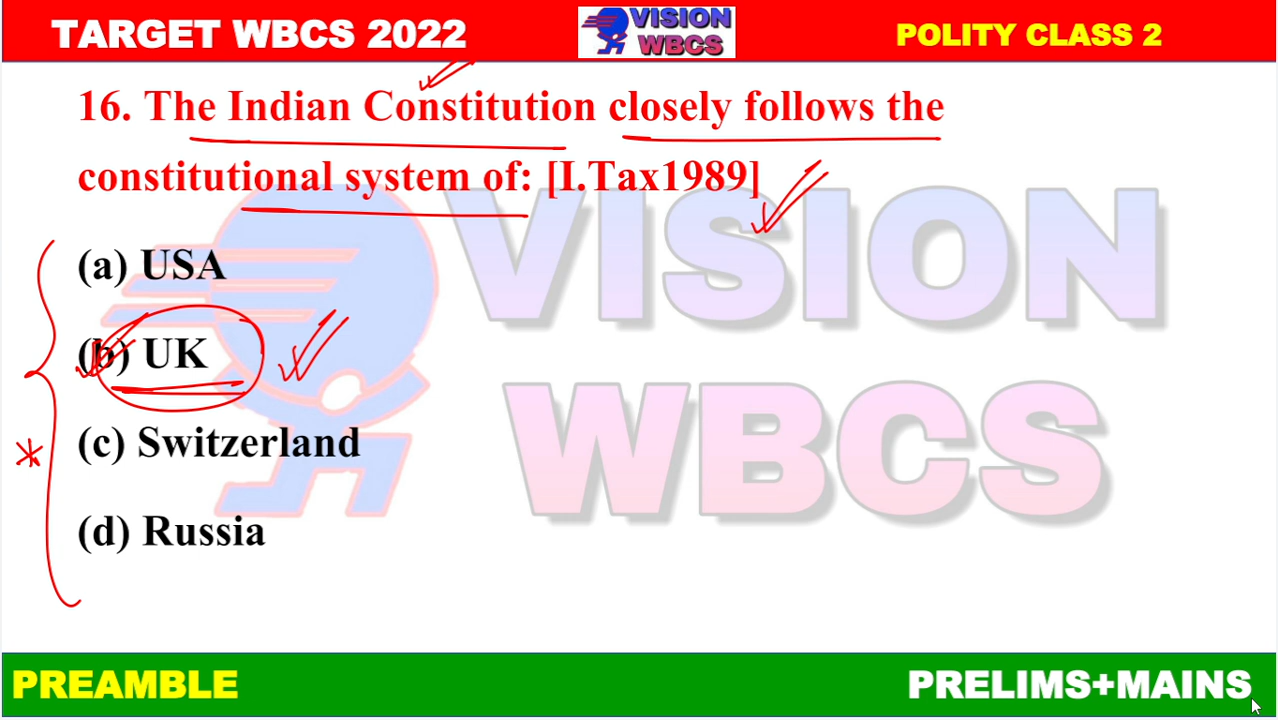 TARGET WBCS 2022 VISION WBCS POLITY CLASS 2
16. The Indian Constitution closely follows the
constitutional system of: [I.Tax1989]
(a) USA
(b) UK
(c) Switzerland
(d) Russia
VISION
WBCS
PREAMBLE PRELIMS+MAINS